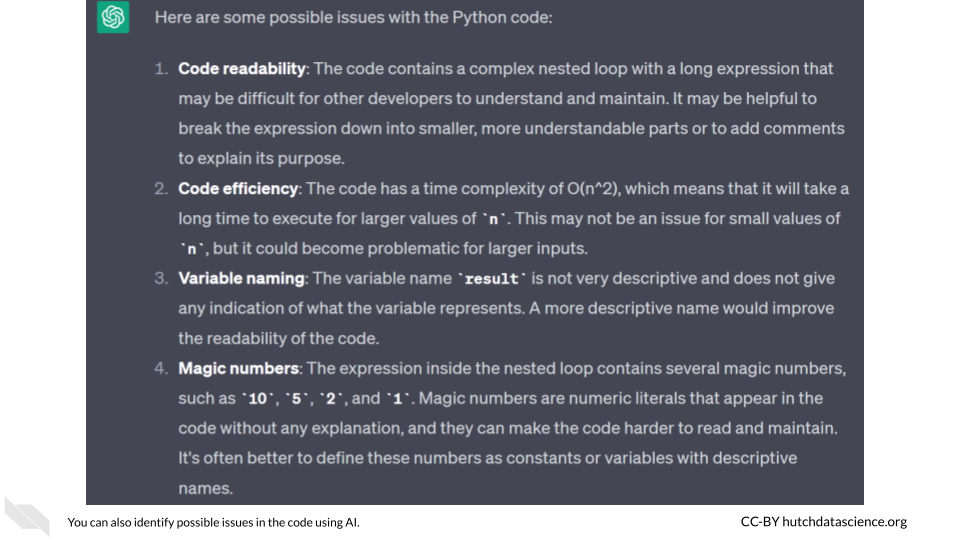 Here are some possible issues with the Python code:
1. Code readability: The code contains a complex nested loop with a long expression that
may be difficult for other developers to understand and maintain. It may be helpful to
break the expression down into smaller, more understandable parts or to add comments
to explain its purpose.
2. Code efficiency: The code has a time complexity of O(n^2), which means that it will take a
long time to execute for larger values of `n`. This may not be an issue for small values of
`n`, but it could become problematic for larger inputs.
3. Variable naming: The variable name `result` is not very descriptive and does not give
any indication of what the variable represents. A more descriptive name would improve
the readability of the code.
4. Magic numbers: The expression inside the nested loop contains several magic numbers,
such as `10`, `5`, `2`, and `1`. Magic numbers are numeric literals that appear in the
code without any explanation, and they can make the code harder to read and maintain.
It's often better to define these numbers as constants or variables with descriptive
names.
You can also identify possible issues in the code using AI.
CC-BY hutchdatascience.org